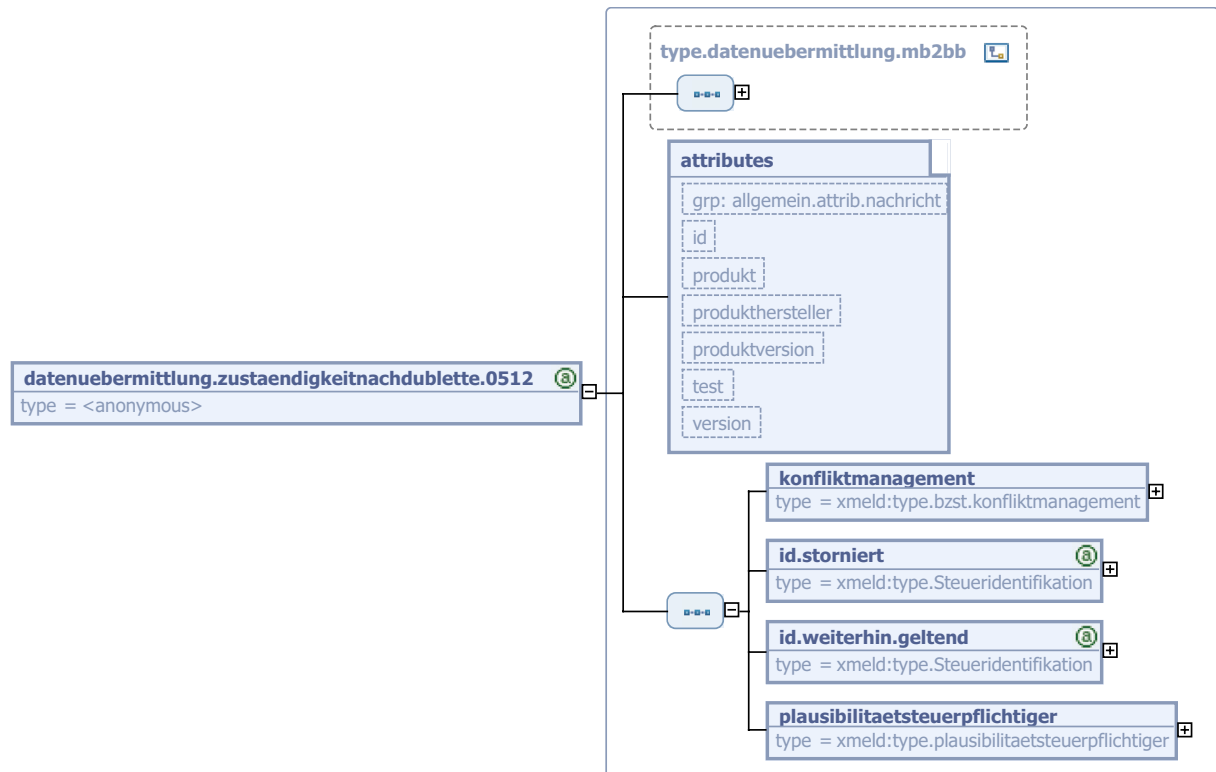 type.datenuebermittlung.mb2bb
attributes
grp: allgemein.attrib.nachricht
id
produkt
produkthersteller
produktversion
test
version
datenuebermittlung.zustaendigkeitnachdublette.0512
type = <anonymous>
konfliktmanagement
type = xmeld:type.bzst.konfliktmanagement
id.storniert
type = xmeld:type.Steueridentifikation
id.weiterhin.geltend
type = xmeld:type.Steueridentifikation
plausibilitaetsteuerpflichtiger
type = xmeld:type.plausibilitaetsteuerpflichtiger